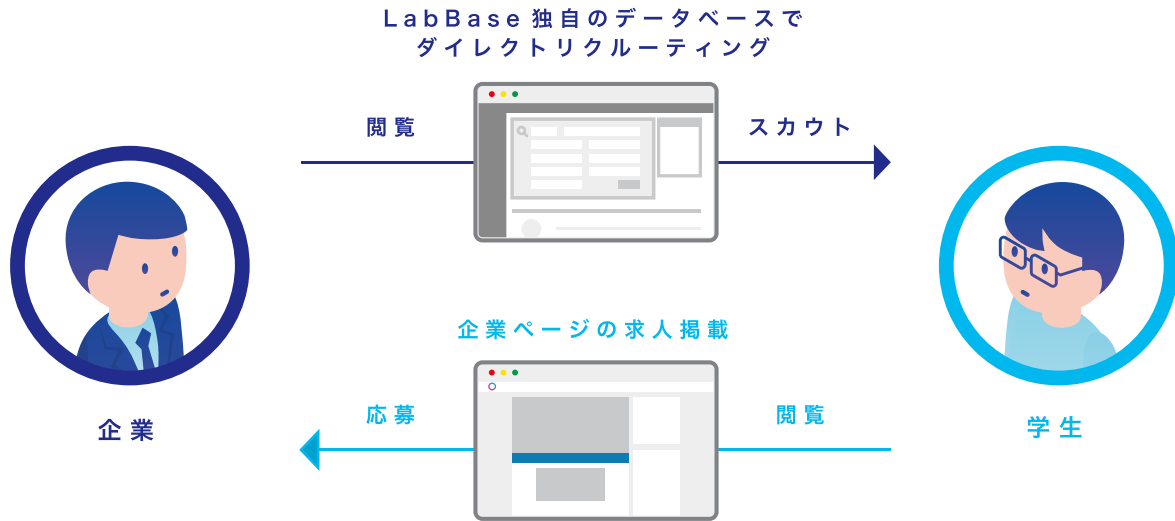 LabBase 独自のデータベースで
ダイレクトリクルーティング
閲覧
スカウト
企業
学生
企業ページの求人掲載
応募
閲覧